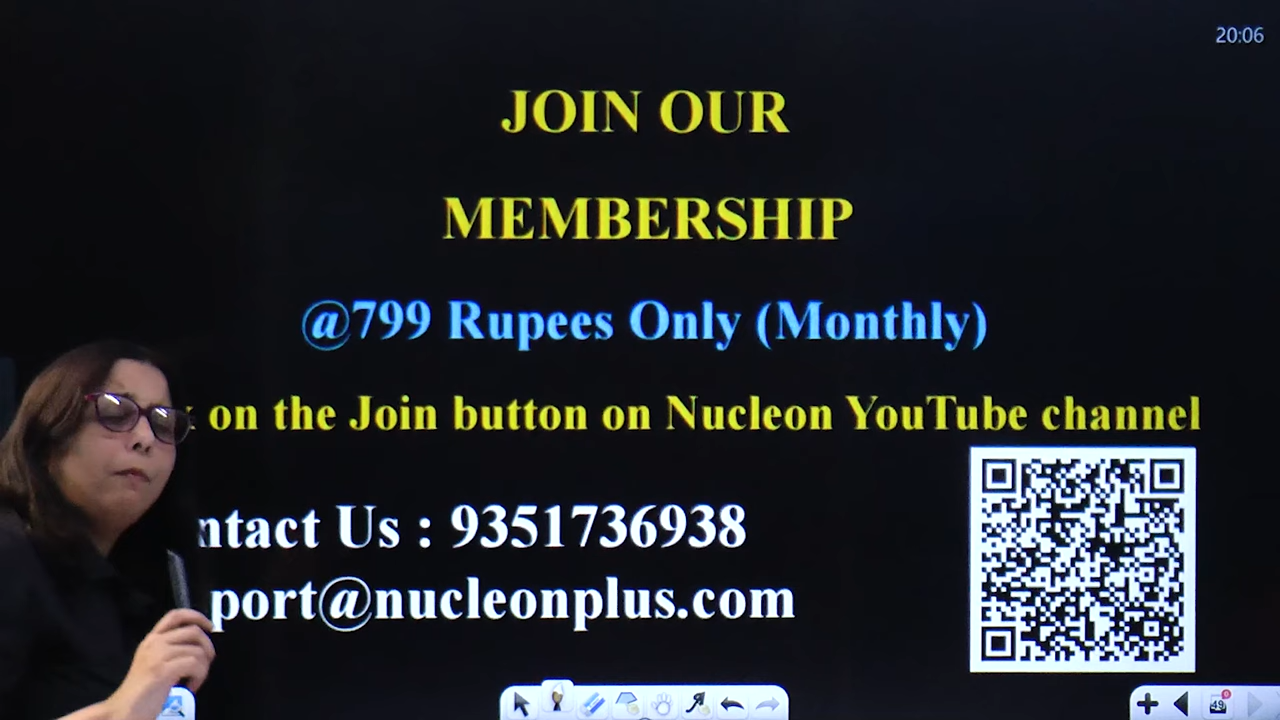 20:06
JOIN OUR
MEMBERSHIP
@799 Rupees Only (Monthly)
on the Join button on Nucleon YouTube channel
ntact Us : 9351736938
port@nucleonplus.com
49